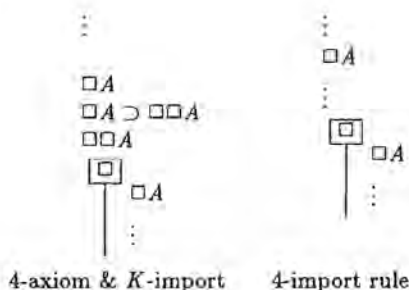 ⋮
□A
□A ⊃ □□A
□□A
□
□A
⋮
4-axiom & K-import
⋮
□A
⋮
□
□A
⋮
4-import rule